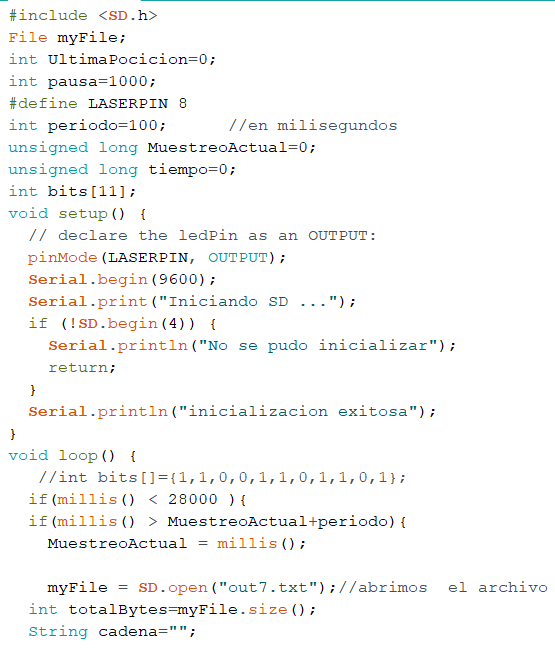 #include <SD.h>
File myFile;
int UltimaPocicion=0;
int pausa=1000;
#define LASERPIN 8
int periodo=100;      //en milisegundos
unsigned long MuestreoActual=0;
unsigned long tiempo=0;
int bits[11];
void setup() {
  // declare the ledPin as an OUTPUT:
  pinMode(LASERPIN, OUTPUT);
  Serial.begin(9600);
  Serial.print("Iniciando SD ...");
  if (!SD.begin(4)) {
    Serial.println("No se pudo inicializar");
    return;
  }
  Serial.println("inicializacion exitosa");
}
void loop() {
   //int bits[]={1,1,0,0,1,1,0,1,1,0,1};
  if(millis() < 28000 ){
  if(millis() > MuestreoActual+periodo){
    MuestreoActual = millis();

    myFile = SD.open("out7.txt");//abrimos  el archivo
  int totalBytes=myFile.size();
  String cadena="";